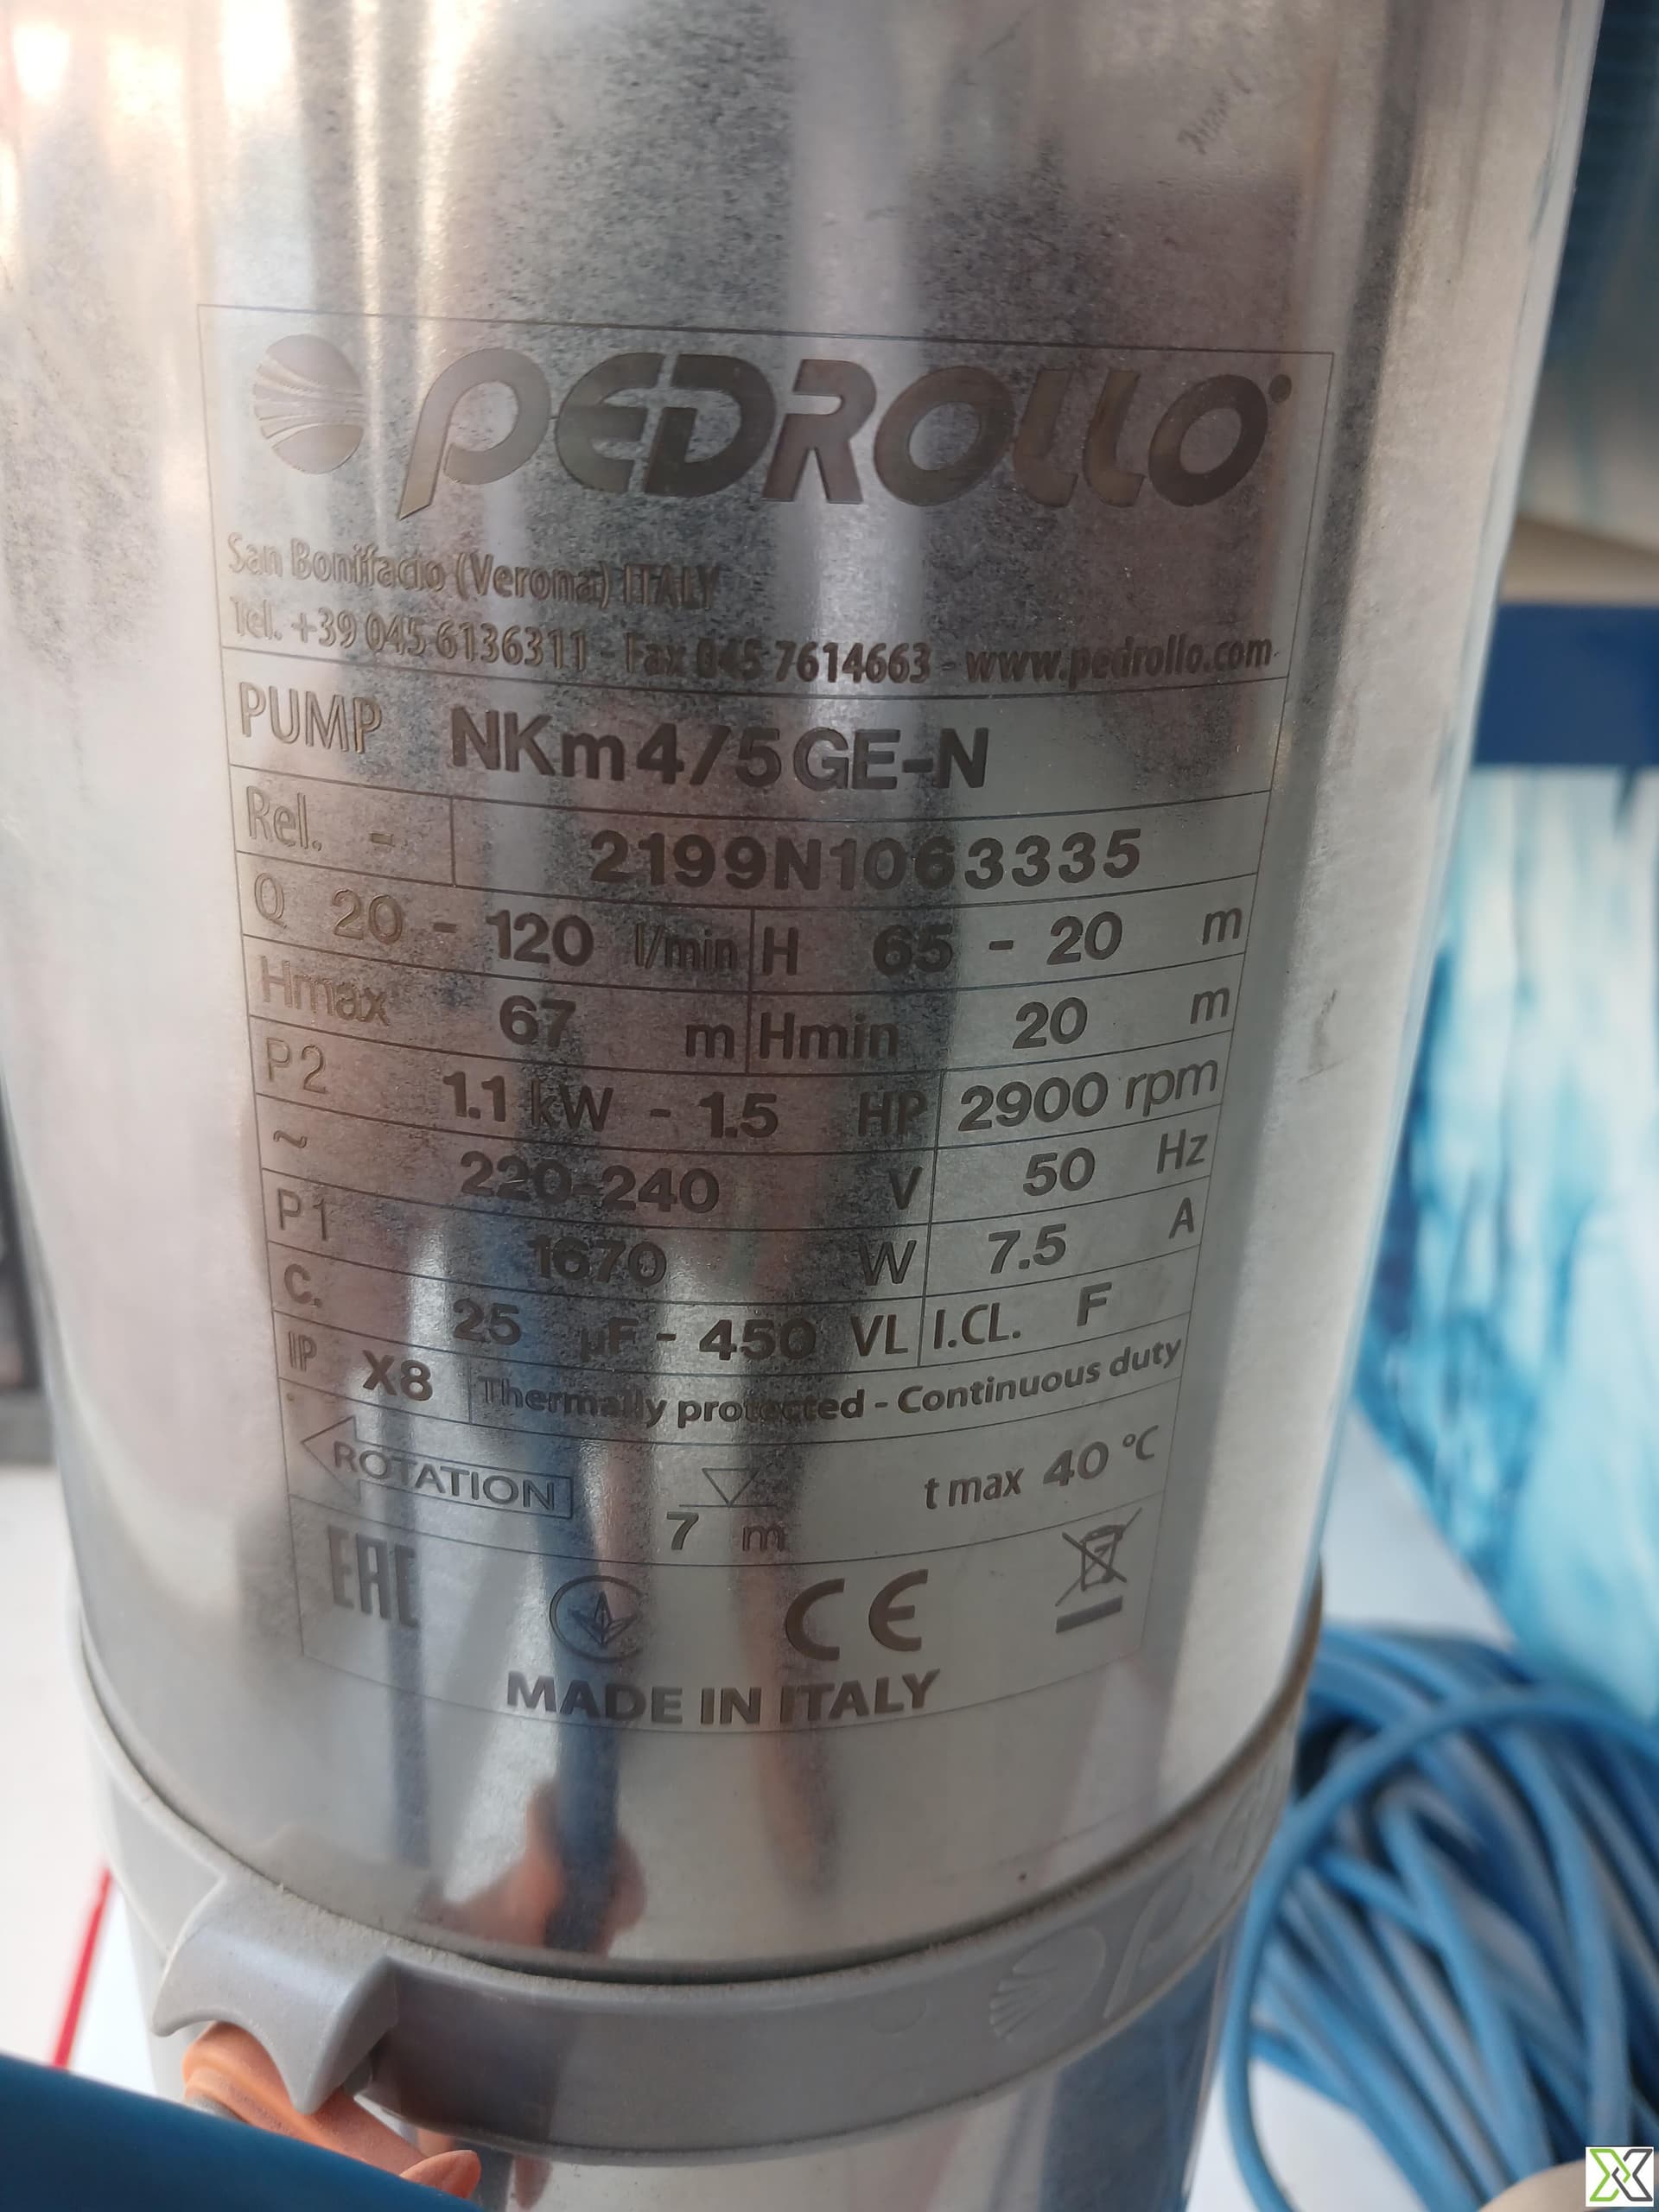 PEDROLLO
San Bonifacio (Verona) ITALY
Tel. +39 045 6136311 - Fax 045 7614663 - www.pedrollo.com
PUMP NKm4/5GE-N
Rel. - 2199N1063335
Q 20 - 120 l/min H 65 - 20 m
Hmax 67 m Hmin 20 m
P2 1.1 kW - 1.5 HP 2900 rpm
~ 220-240 V 50 Hz
P1 1670 W 7.5 A
C. 25 µF - 450 VL I.CL. F
IP X8 Thermally protected - Continuous duty
ROTATION 7 m t max 40 °C
EAC CE
MADE IN ITALY